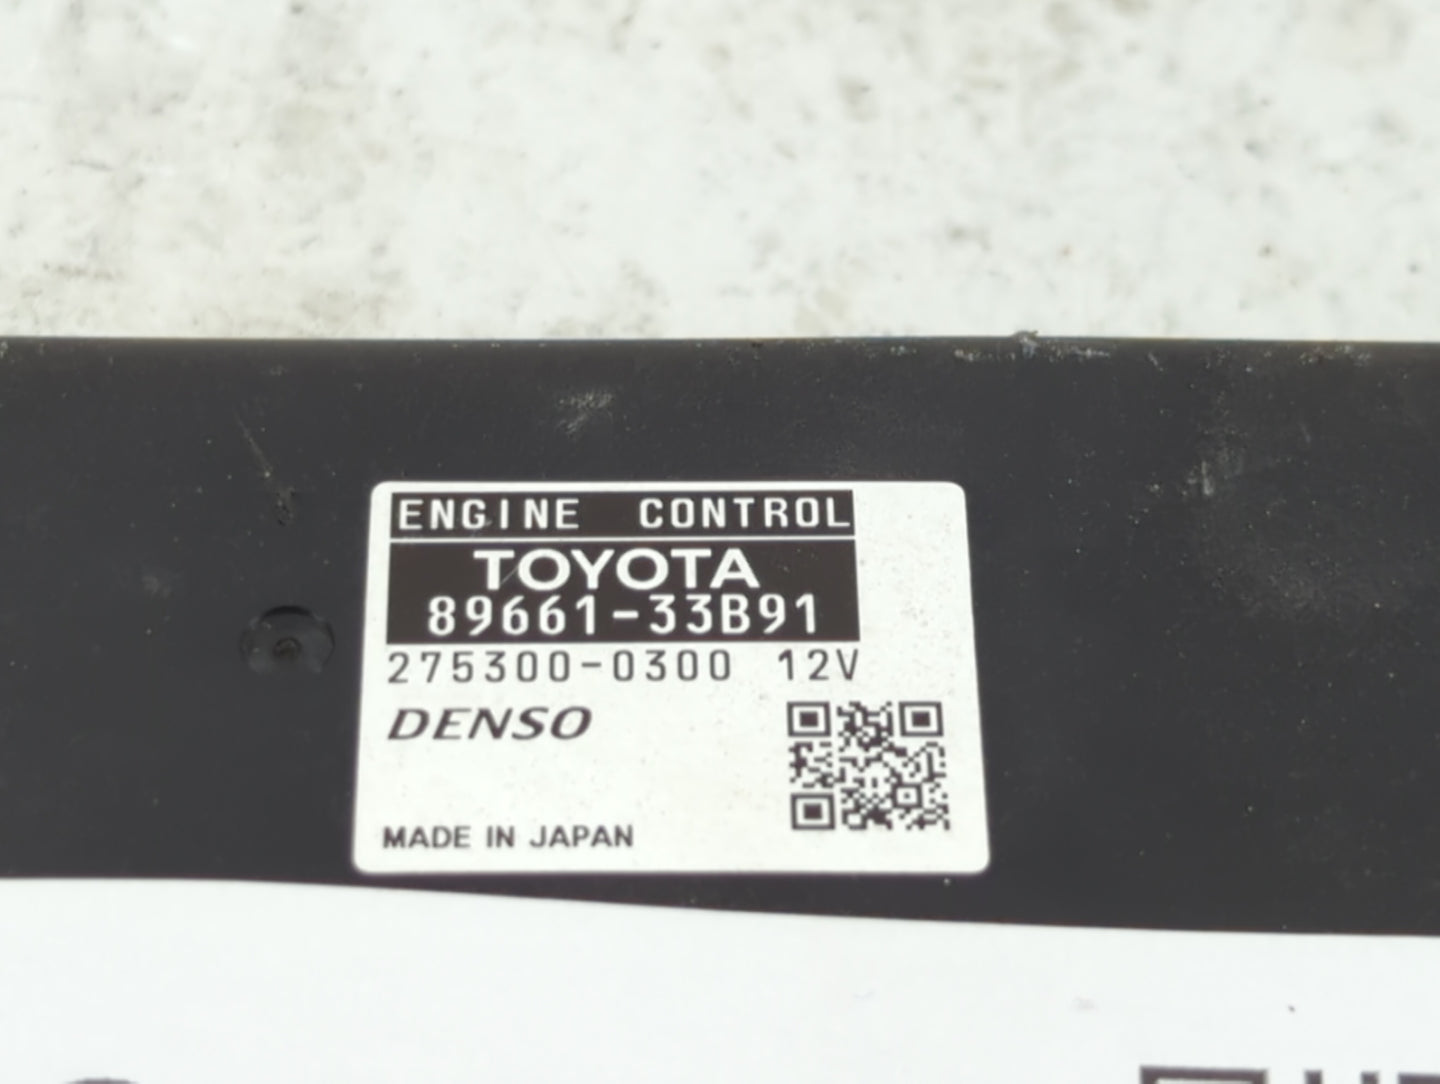 ENGINE CONTROL
TOYOTA
89661-33B91
275300-0300 12V
DENSO
MADE IN JAPAN